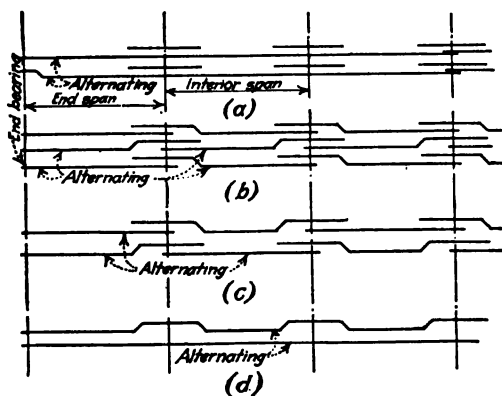 Alternating
End span
Interior span
(a)
End bearing
Alternating
(b)
Alternating
(c)
Alternating
(d)